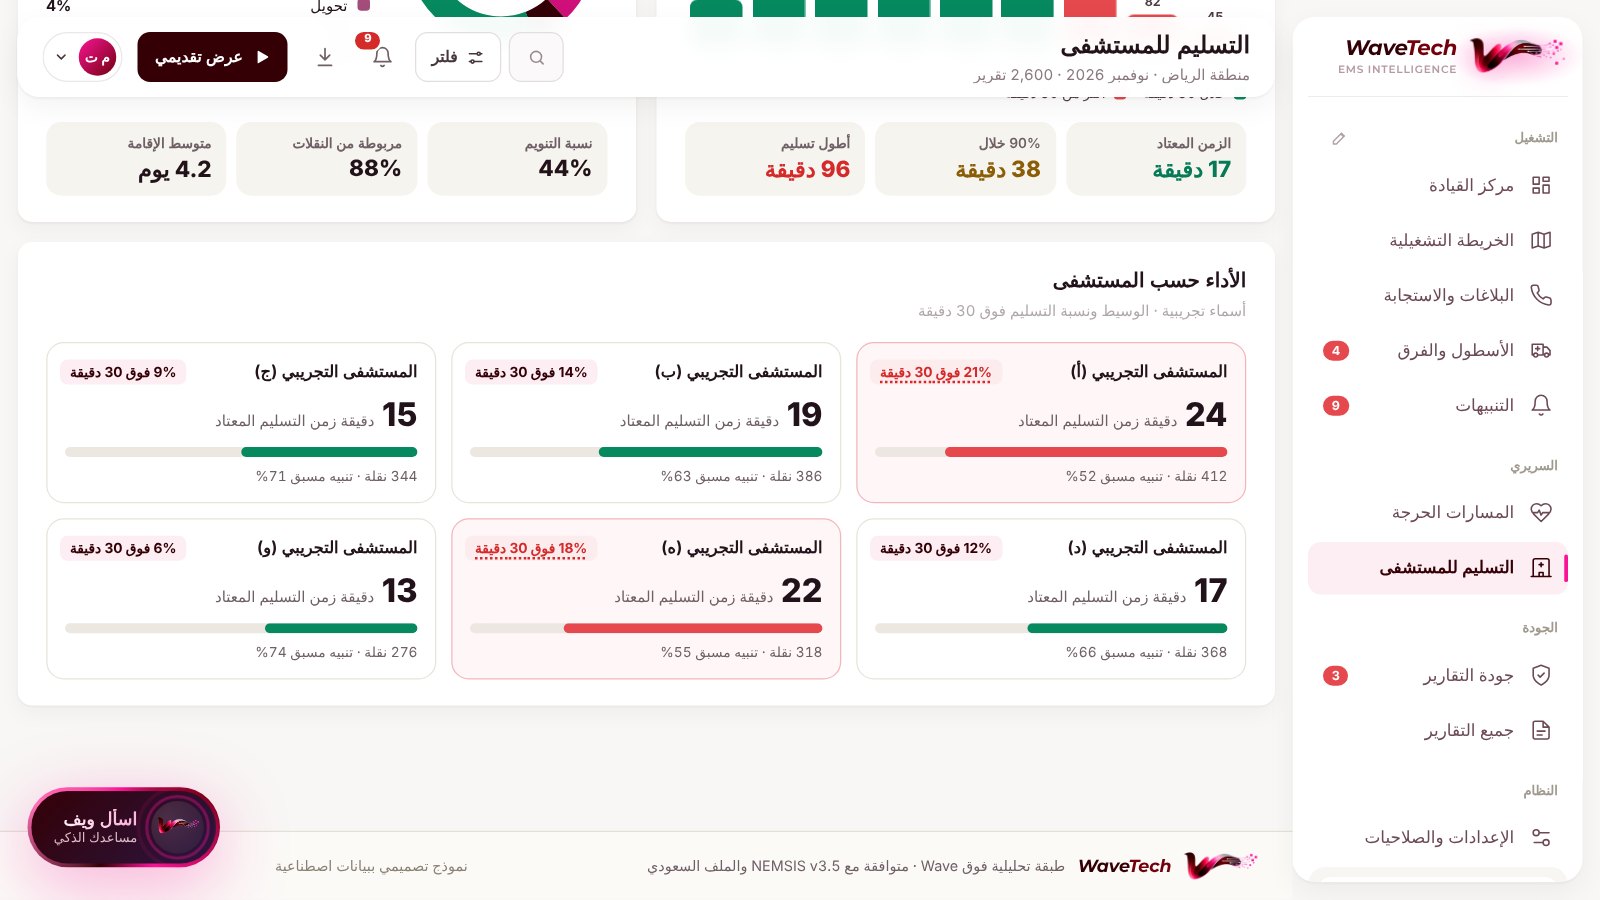 WaveTech
EMS INTELLIGENCE
التشغيل
مركز القيادة
الخريطة التشغيلية
البلاغات والاستجابة
الأسطول والفرق
4
التنبيهات
9
السريري
المسارات الحرجة
التسليم للمستشفى
الجودة
جودة التقارير
3
جميع التقارير
النظام
الإعدادات والصلاحيات
82
تحويل
4%
التسليم للمستشفى
منطقة الرياض · نوفمبر 2026 · 2,600 تقرير
فلتر
9
عرض تقديمي
م ت
الزمن المعتاد
17 دقيقة
90% خلال
38 دقيقة
أطول تسليم
96 دقيقة
نسبة التنويم
44%
مربوطة من النقلات
88%
متوسط الإقامة
4.2 يوم
الأداء حسب المستشفى
أسماء تجريبية · الوسيط ونسبة التسليم فوق 30 دقيقة
المستشفى التجريبي (أ)
21% فوق 30 دقيقة
24 دقيقة زمن التسليم المعتاد
412 نقلة · تنبيه مسبق 52%
المستشفى التجريبي (ب)
14% فوق 30 دقيقة
19 دقيقة زمن التسليم المعتاد
386 نقلة · تنبيه مسبق 63%
المستشفى التجريبي (ج)
9% فوق 30 دقيقة
15 دقيقة زمن التسليم المعتاد
344 نقلة · تنبيه مسبق 71%
المستشفى التجريبي (د)
12% فوق 30 دقيقة
17 دقيقة زمن التسليم المعتاد
368 نقلة · تنبيه مسبق 66%
المستشفى التجريبي (ه)
18% فوق 30 دقيقة
22 دقيقة زمن التسليم المعتاد
318 نقلة · تنبيه مسبق 55%
المستشفى التجريبي (و)
6% فوق 30 دقيقة
13 دقيقة زمن التسليم المعتاد
276 نقلة · تنبيه مسبق 74%
WaveTech
طبقة تحليلية فوق Wave · متوافقة مع NEMSIS v3.5 والملف السعودي
نموذج تصميمي ببيانات اصطناعية
اسأل ويف
مساعدك الذكي